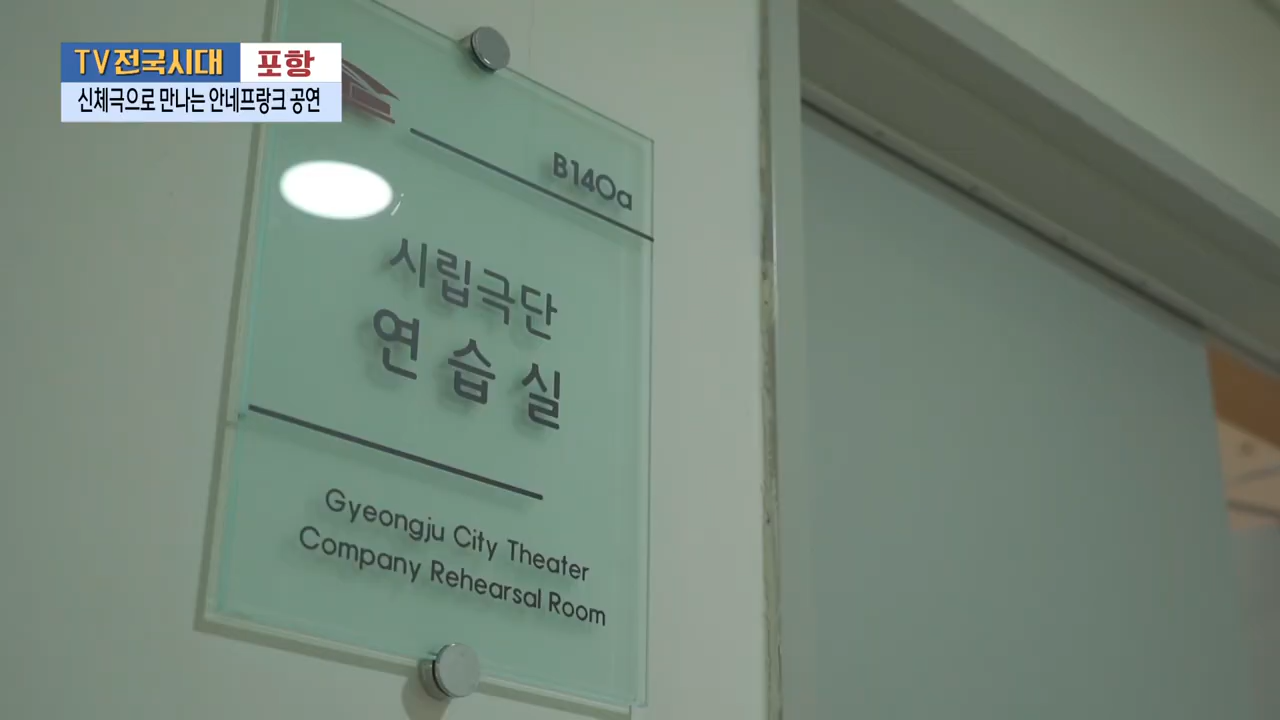 TV전국시대 포항
신체극으로 만나는 안네프랑크 공연
B140a
시립극단
연습실
Gyeongju City Theater
Company Rehearsal Room